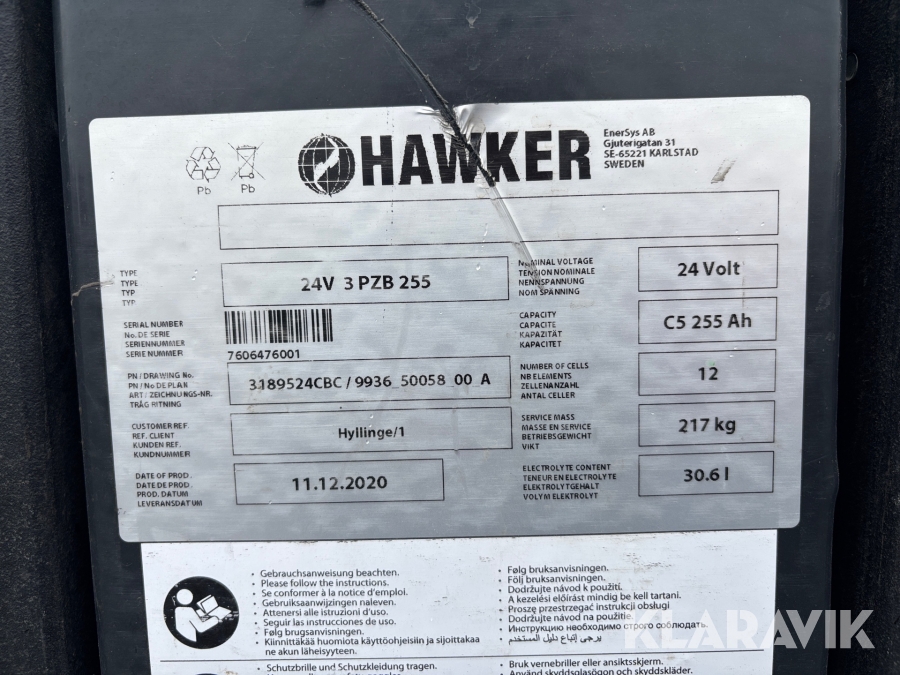 Pb
Pb
HAWKER
EnerSys AB
Gjuterigatan 31
SE-65221 KARLSTAD
SWEDEN
TYPE
TYPE
TYP
TYP
24V 3 PZB 255
NOMINAL VOLTAGE
TENSION NOMINALE
NENNSPANNUNG
NOM SPÄNNING
24 Volt
SERIAL NUMBER
No. DE SERIE
SERIENNUMMER
SERIE NUMMER
7606476001
CAPACITY
CAPACITE
KAPAZITÄT
KAPACITET
C5 255 Ah
PN / DRAWING No.
PN / No DE PLAN
ART / ZEICHNUNGS-NR.
TRÅG RITNING
3189524CBC / 9936_50058_00_A
NUMBER OF CELLS
NB ELEMENTS
ZELLENANZAHL
ANTAL CELLER
12
CUSTOMER REF.
REF. CLIENT
KUNDEN REF.
KUNDNUMMER
Hyllinge/1
SERVICE MASS
MASSE EN SERVICE
BETRIEBSGEWICHT
VIKT
217 kg
DATE OF PROD.
DATE DE PROD.
PROD. DATUM
LEVERANSDATUM
11.12.2020
ELECTROLYTE CONTENT
TENEUR EN ELECTROLYTE
ELEKTROLYTGEHALT
VOLYM ELEKTROLYT
30.6 l
• Gebrauchsanweisung beachten.
• Please follow the instructions.
• Se conformer à la notice d'emploi.
• Gebruiksaanwijzingen naleven.
• Attenersi alle istruzioni d'uso.
• Seguir las instrucciones de uso.
• Følg brugsanvisningen.
• Kiinnittäkää huomiota käyttöohjeisiin ja sijoittakaa
ne akun läheisyyteen.
• Følg bruksanvisningen.
• Följ bruksanvisningen.
• Dodržujte návod k použití.
• A kezelési előírást mindig be kell tartani.
• Proszę przestrzegać instrukcji obsługi
• Dodržujte návod na použitie.
• Инструкцию необходимо строго соблюдать.
• يرجى إتباع دليل المستخدم
• Schutzbrille und Schutzkleidung tragen.
• Bruk vernebriller eller ansiktsskjerm.
• Använd skyddsglasögon och skyddskläder.
KLARAVIK